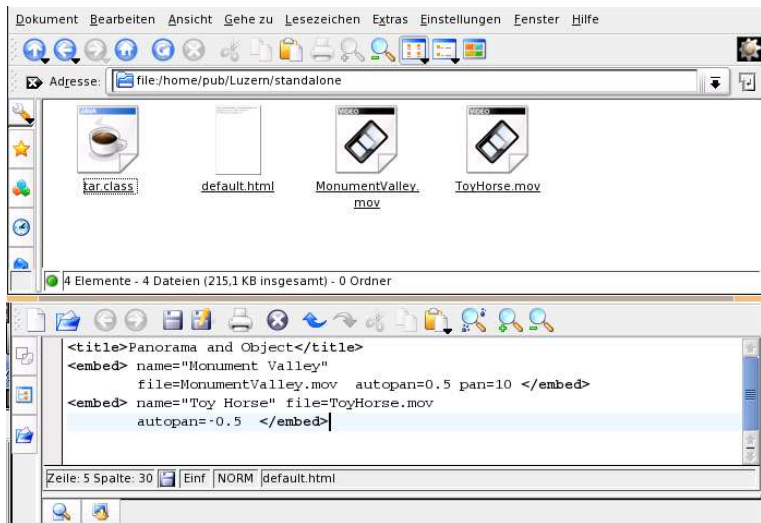 Dokument Bearbeiten Ansicht Gehe zu Lesezeichen Extras Einstellungen Fenster Hilfe
Adresse: file:/home/pub/Luzern/standalone
JAVA VIDEO VIDEO
tar.class default.html MonumentValley. ToyHorse.mov
mov
4 Elemente - 4 Dateien (215,1 KB insgesamt) - 0 Ordner
<title>Panorama and Object</title>
<embed> name="Monument Valley"
file=MonumentValley.mov autopan=0.5 pan=10 </embed>
<embed> name="Toy Horse" file=ToyHorse.mov
autopan=-0.5 </embed>
Zeile: 5 Spalte: 30 Einf NORM default.html